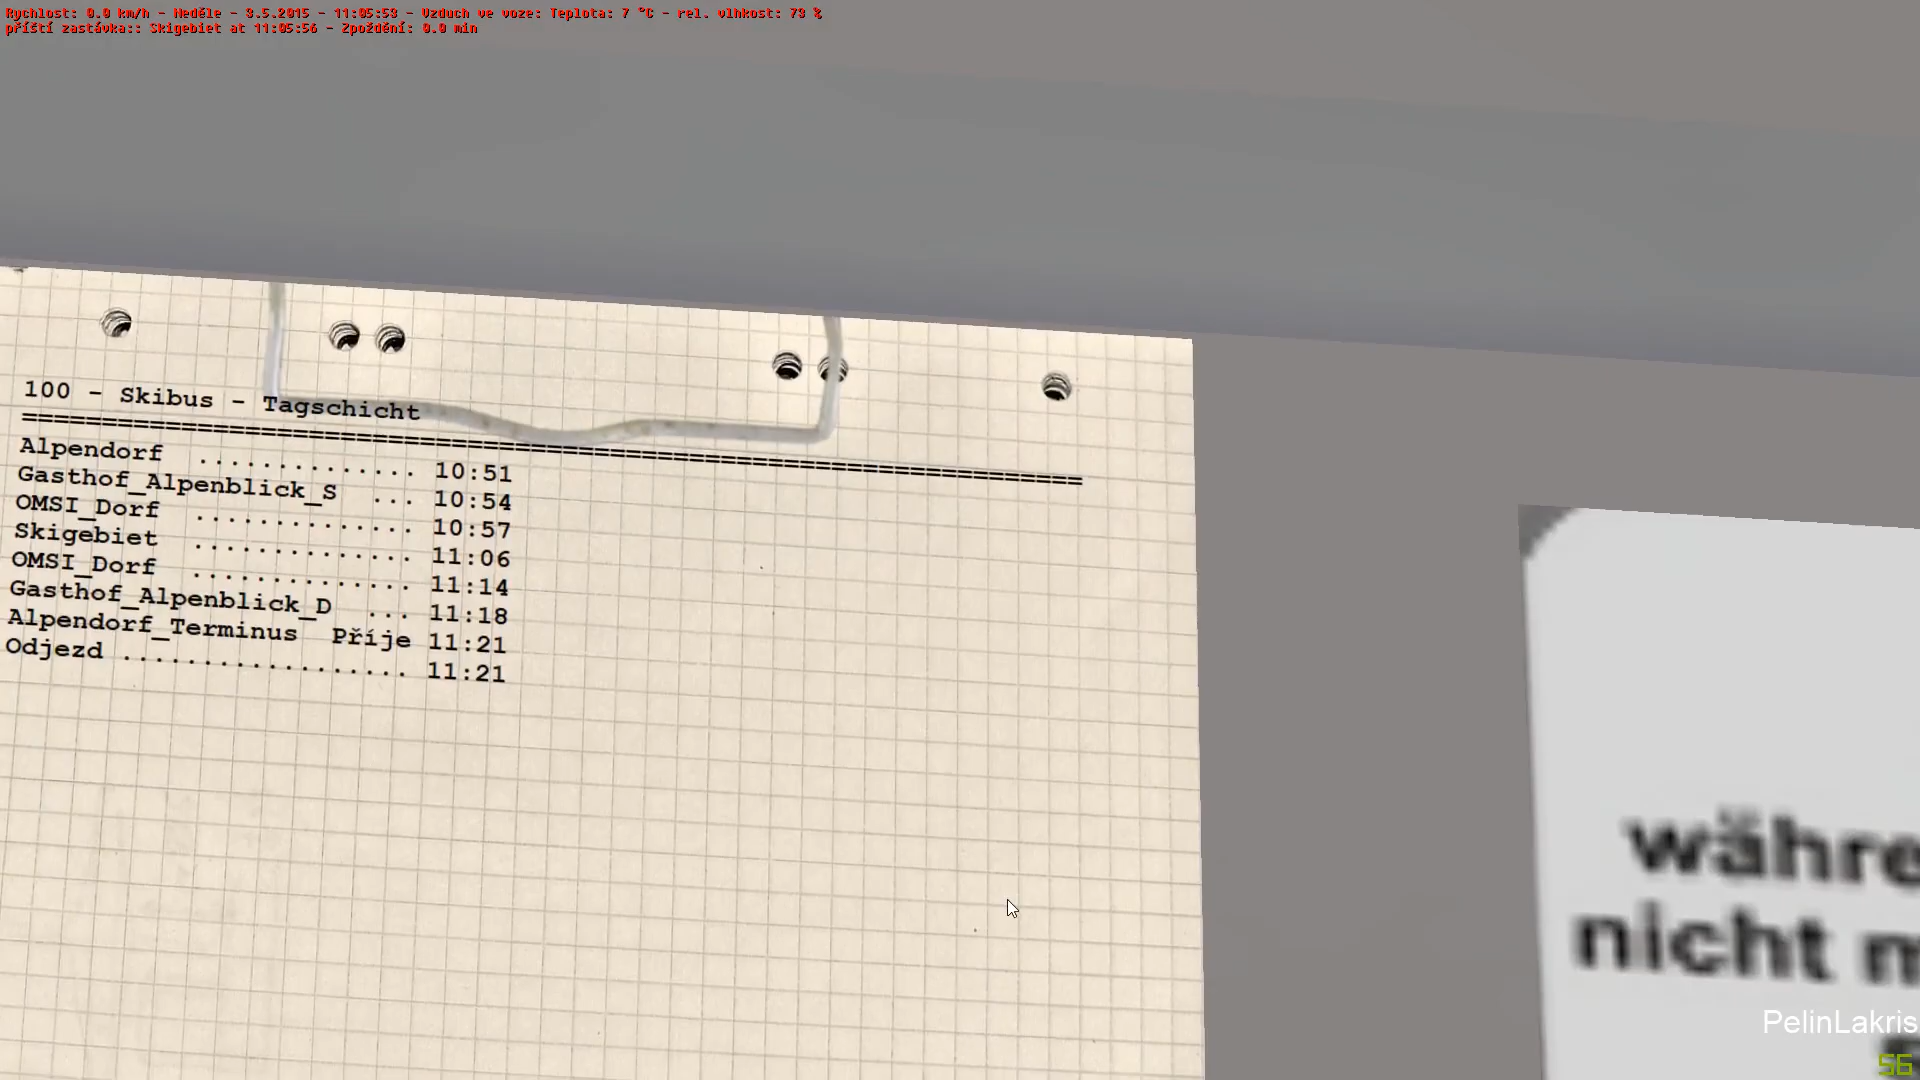 Rychlost: 0.0 km/h - Neděle - 3.5.2015 - 11:05:53 - Vzduch ve voze: Teplota: 7 °C - rel. vlhkost: 73 %
příští zastávka:: Skigebiet at 11:05:56 - Zpoždění: 0.0 min
100 - Skibus - Tagschicht
==========================================================================
Alpendorf .............. 10:51
Gasthof_Alpenblick_S ... 10:54
OMSI_Dorf .............. 10:57
Skigebiet .............. 11:06
OMSI_Dorf .............. 11:14
Gasthof_Alpenblick_D ... 11:18
Alpendorf_Terminus Příje 11:21
Odjezd .................. 11:21
währe
nicht m
PelinLakris
56